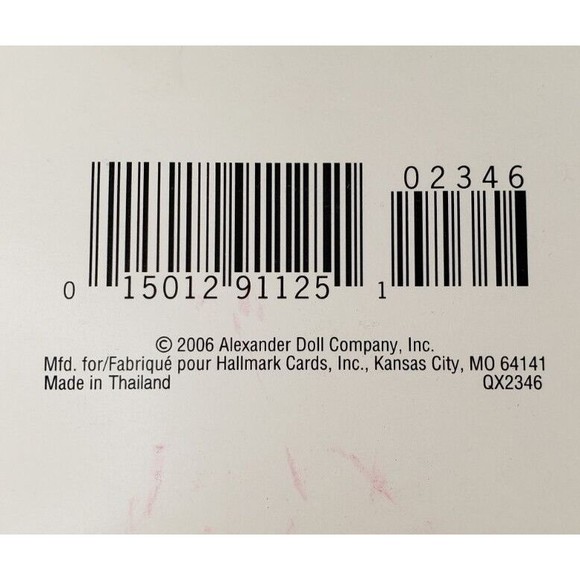 02346
0 15012 91125 1
© 2006 Alexander Doll Company, Inc.
Mfd. for/Fabriqué pour Hallmark Cards, Inc., Kansas City, MO 64141
Made in Thailand QX2346